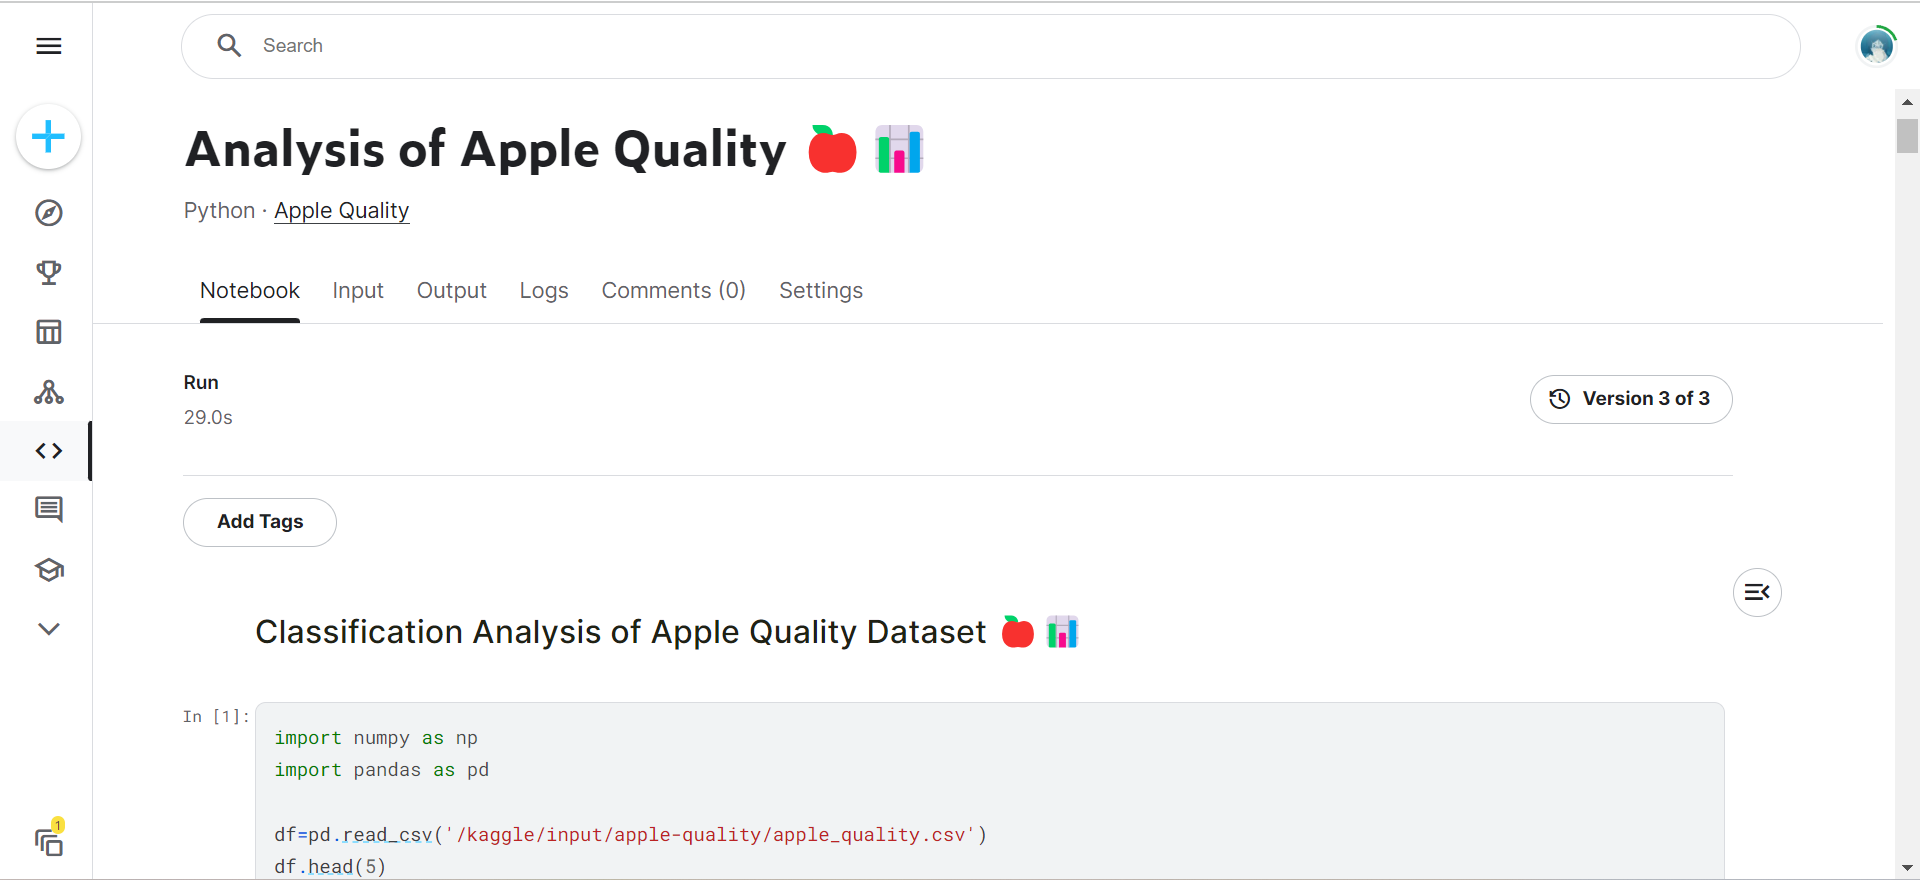 Search
Analysis of Apple Quality 🍎 📊
Python · Apple Quality
Notebook Input Output Logs Comments (0) Settings
Run
29.0s
Version 3 of 3
Add Tags
Classification Analysis of Apple Quality Dataset 🍎 📊
In [1]:
import numpy as np
import pandas as pd
df=pd.read_csv('/kaggle/input/apple-quality/apple_quality.csv')
df.head(5)
1